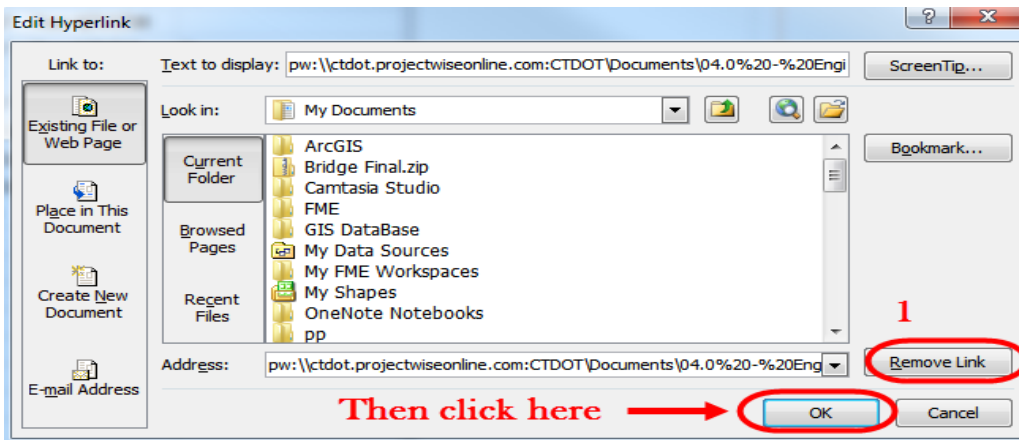 Edit Hyperlink
Link to:
Text to display: pw:\\ctdot.projectwiseonline.com:CTDOT\Documents\04.0%20-%20Engi
ScreenTip...
Existing File or
Web Page
Look in: My Documents
Current
Folder
ArcGIS
Bridge Final.zip
Camtasia Studio
FME
GIS DataBase
My Data Sources
My FME Workspaces
My Shapes
OneNote Notebooks
pp
Bookmark...
Place in This
Document
Browsed
Pages
Create New
Document
Recent
Files
1
Address: pw:\\ctdot.projectwiseonline.com:CTDOT\Documents\04.0%20-%20Eng
Remove Link
E-mail Address
Then click here
OK
Cancel